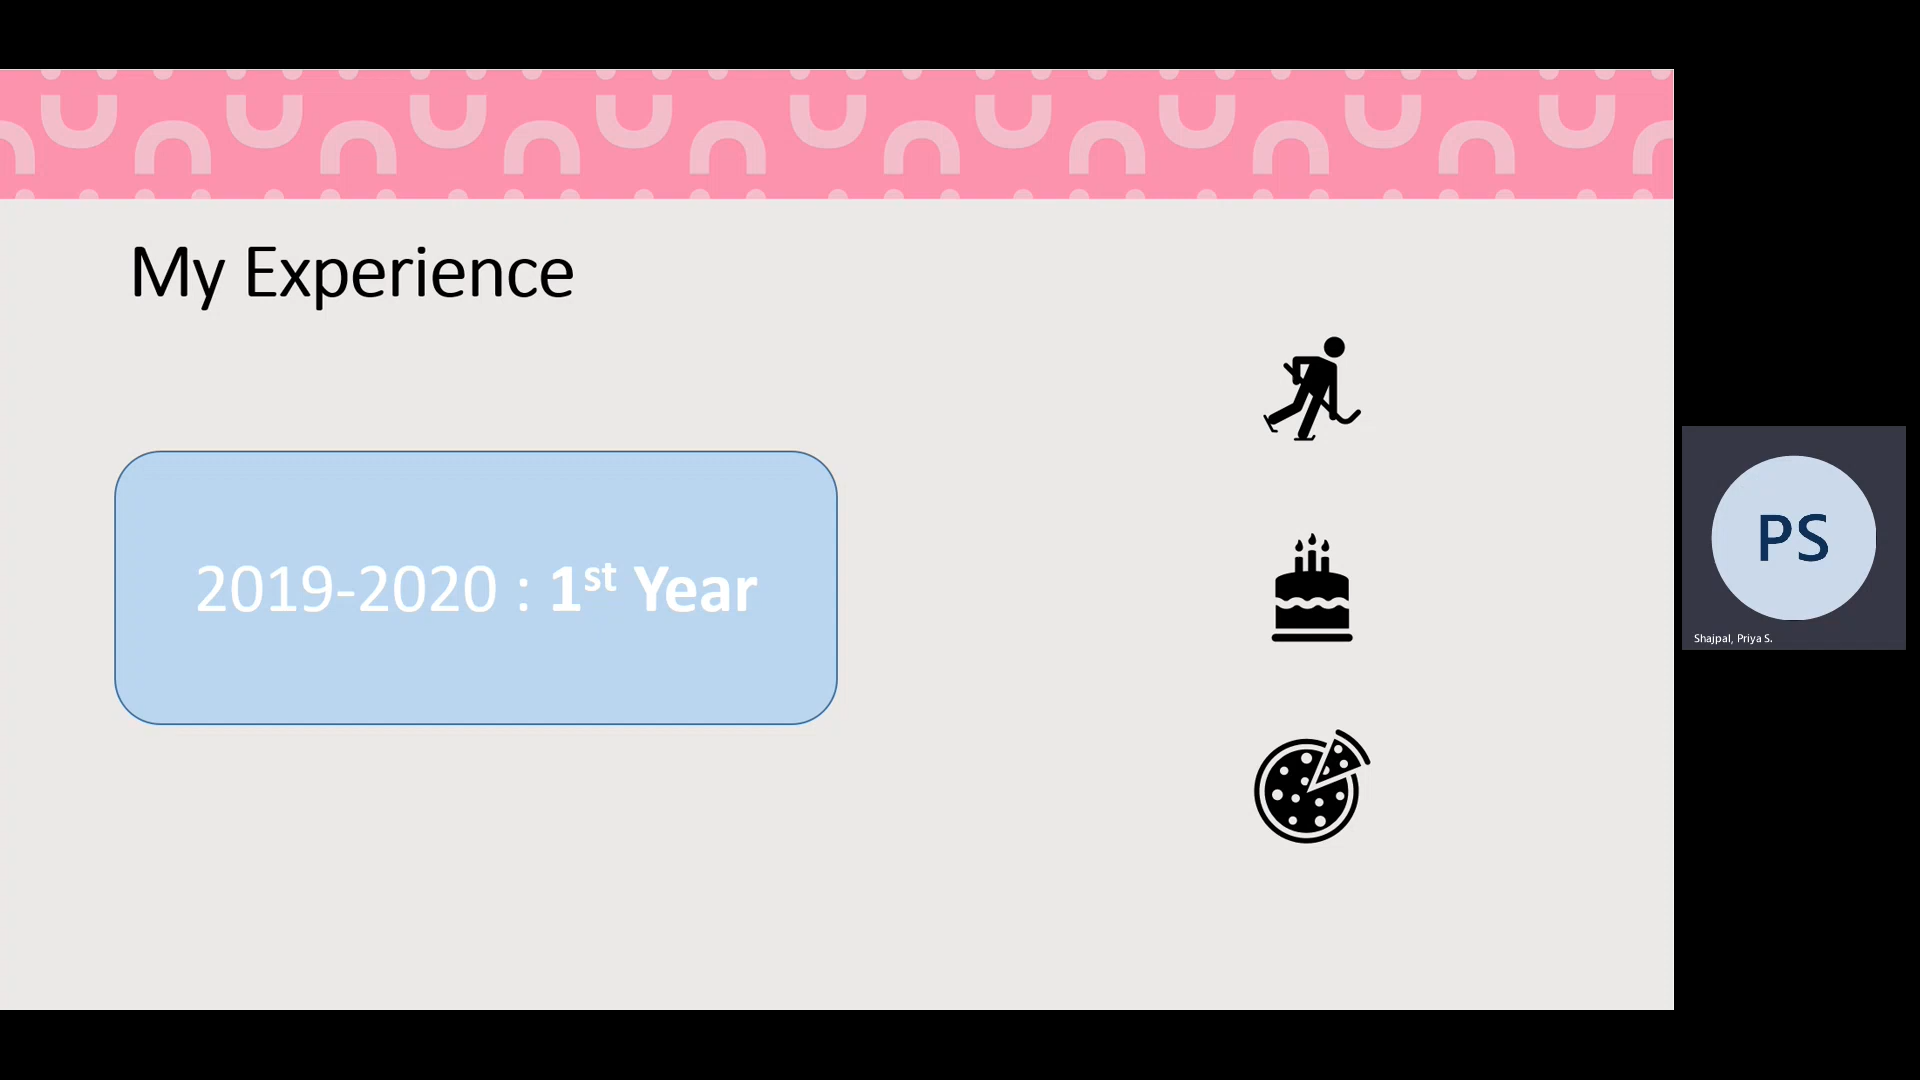 My Experience
2019-2020 : 1st Year
PS
Shajpal, Priya S.